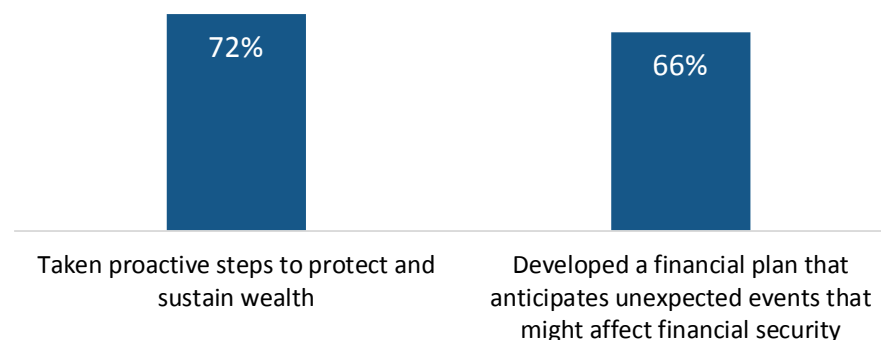 72%
66%
Taken proactive steps to protect and
sustain wealth
Developed a financial plan that
anticipates unexpected events that
might affect financial security